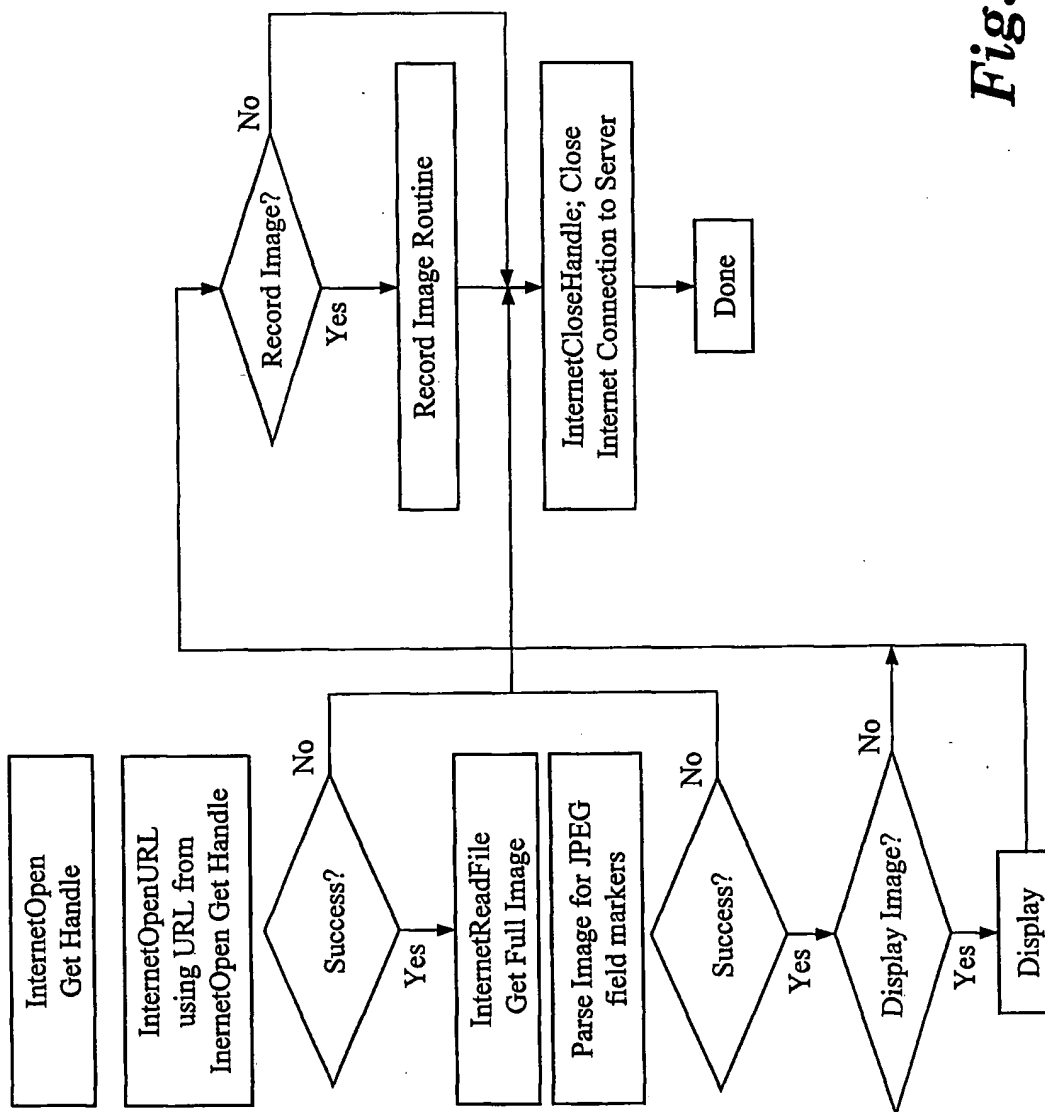 InternetOpen
Get Handle
InternetOpenURL
using URL from
InernetOpen Get Handle
Success?
No
Yes
InternetReadFile
Get Full Image
Parse Image for JPEG
field markers
Success?
No
Yes
Display Image?
No
Yes
Display
Record Image?
No
Yes
Record Image Routine
InternetCloseHandle; Close
Internet Connection to Server
Done
Fig.